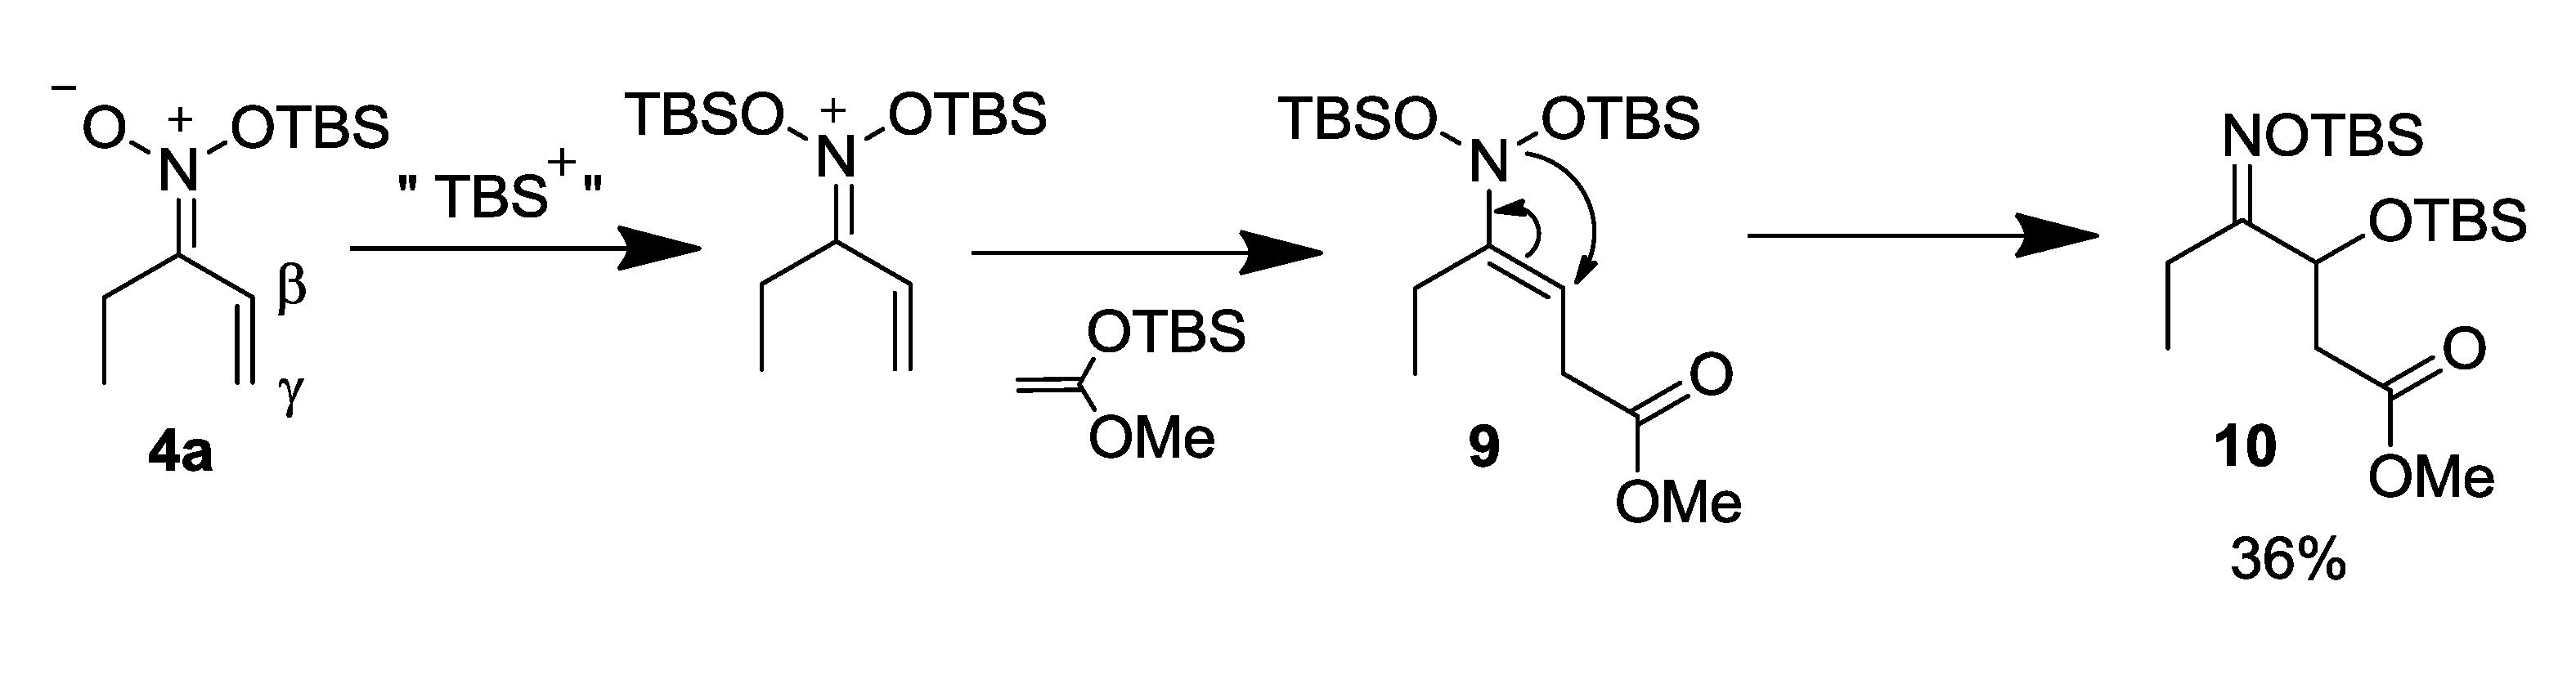 ⁻O N⁺ OTBS
β
γ
4a
" TBS⁺ "
TBSO N⁺ OTBS
OTBS
OMe
TBSO N OTBS
O
OMe
9
NOTBS
OTBS
O
OMe
10
36%